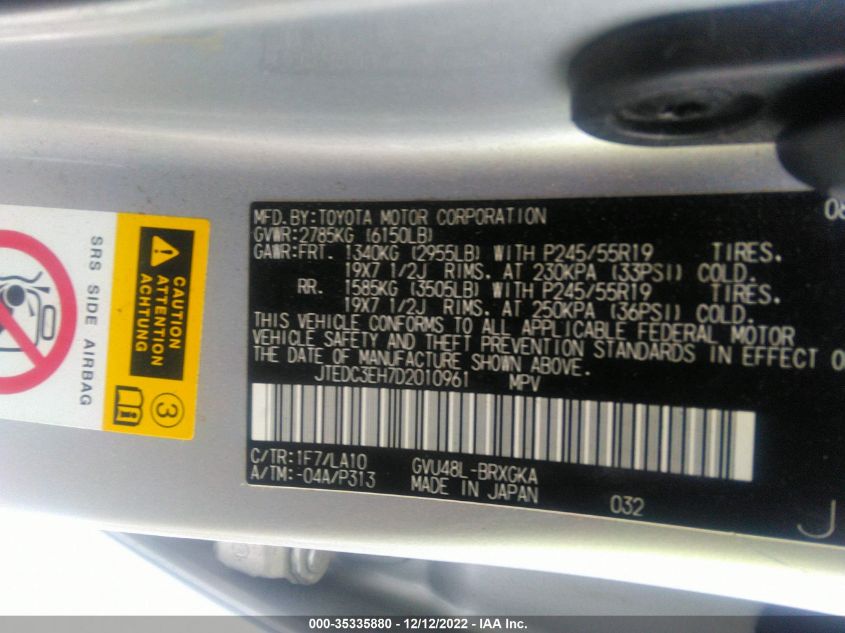 MFD.BY:TOYOTA MOTOR CORPORATION 08
GVWR:2785KG (6150LB)
GAWR:FRT. 1340KG (2955LB) WITH P245/55R19 TIRES.
19X7 1/2J RIMS. AT 230KPA (33PSI) COLD.
RR. 1585KG (3505LB) WITH P245/55R19 TIRES.
19X7 1/2J RIMS. AT 250KPA (36PSI) COLD.
THIS VEHICLE CONFORMS TO ALL APPLICABLE FEDERAL MOTOR
VEHICLE SAFETY AND THEFT PREVENTION STANDARDS IN EFFECT O
THE DATE OF MANUFACTURE SHOWN ABOVE.
JTEDC3EH7D2010961 MPV
C/TR:1F7/LA10 GVU48L-BRXGKA
A/TM:-04A/P313 MADE IN JAPAN 032
J
SRS SIDE AIRBAG
CAUTION
ATTENTION
ACHTUNG
3
000-35335880 - 12/12/2022 - IAA Inc.